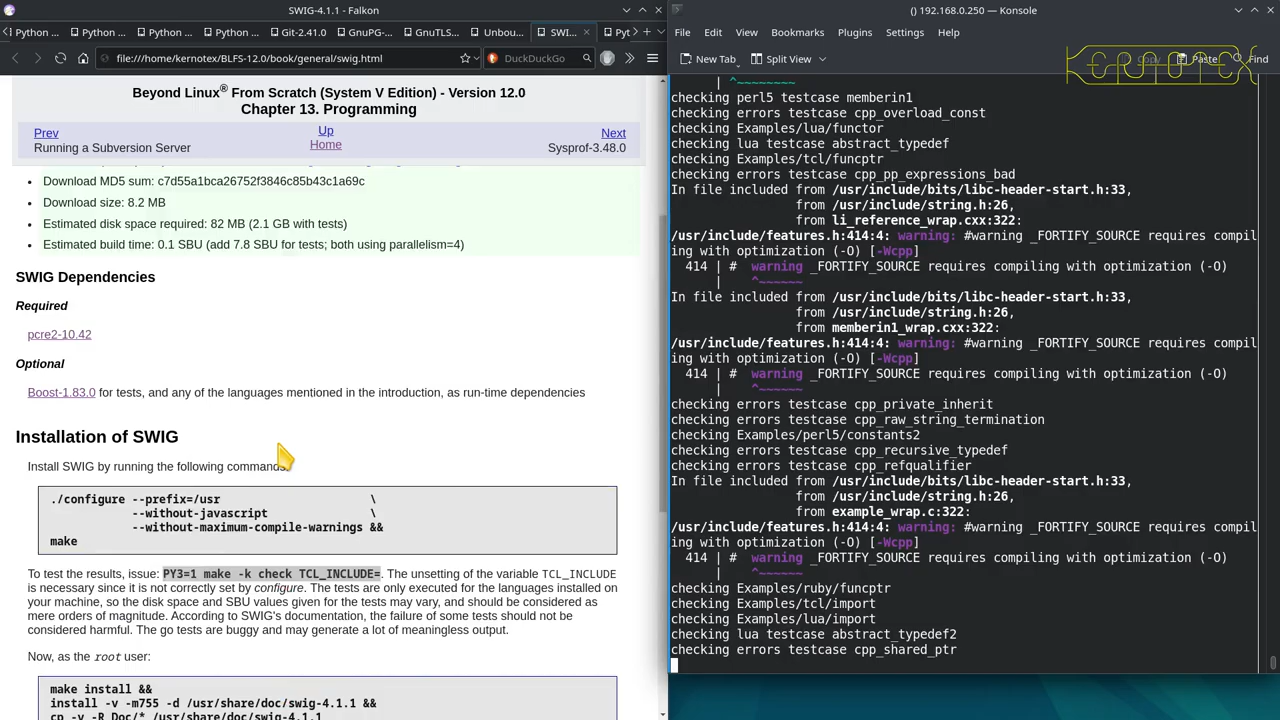 SWIG-4.1.1 - Falkon
Python ...
Python ...
Python ...
Python ...
Git-2.41.0
GnuPG-...
GnuTLS...
Unbou...
SWI...
Pyt
file:///home/kernotex/BLFS-12.0/book/general/swig.html
DuckDuckGo
Beyond Linux® From Scratch (System V Edition) - Version 12.0
Chapter 13. Programming
Prev
Up
Next
Running a Subversion Server
Home
Sysprof-3.48.0
• Download MD5 sum: c7d55a1bca26752f3846c85b43c1a69c
• Download size: 8.2 MB
• Estimated disk space required: 82 MB (2.1 GB with tests)
• Estimated build time: 0.1 SBU (add 7.8 SBU for tests; both using parallelism=4)
SWIG Dependencies
Required
pcre2-10.42
Optional
Boost-1.83.0 for tests, and any of the languages mentioned in the introduction, as run-time dependencies
Installation of SWIG
Install SWIG by running the following commands:
./configure --prefix=/usr \
--without-javascript \
--without-maximum-compile-warnings &&
make
To test the results, issue: PY3=1 make -k check TCL_INCLUDE=. The unsetting of the variable TCL_INCLUDE
is necessary since it is not correctly set by configure. The tests are only executed for the languages installed on
your machine, so the disk space and SBU values given for the tests may vary, and should be considered as
mere orders of magnitude. According to SWIG's documentation, the failure of some tests should not be
considered harmful. The go tests are buggy and may generate a lot of meaningless output.
Now, as the root user:
make install &&
install -v -m755 -d /usr/share/doc/swig-4.1.1 &&
cp -v -R Doc/* /usr/share/doc/swig-4.1.1
() 192.168.0.250 — Konsole
File Edit View Bookmarks Plugins Settings Help
New Tab
Split View
Copy
Paste
Find
KERNOTEX
| ^~~~~~~~~
checking perl5 testcase memberin1
checking errors testcase cpp_overload_const
checking Examples/lua/functor
checking lua testcase abstract_typedef
checking Examples/tcl/funcptr
checking errors testcase cpp_pp_expressions_bad
In file included from /usr/include/bits/libc-header-start.h:33,
from /usr/include/string.h:26,
from li_reference_wrap.cxx:322:
/usr/include/features.h:414:4: warning: #warning _FORTIFY_SOURCE requires compil
ing with optimization (-O) [-Wcpp]
414 | # warning _FORTIFY_SOURCE requires compiling with optimization (-O)
| ^~~~~~~
In file included from /usr/include/bits/libc-header-start.h:33,
from /usr/include/string.h:26,
from memberin1_wrap.cxx:322:
/usr/include/features.h:414:4: warning: #warning _FORTIFY_SOURCE requires compil
ing with optimization (-O) [-Wcpp]
414 | # warning _FORTIFY_SOURCE requires compiling with optimization (-O)
| ^~~~~~~
checking errors testcase cpp_private_inherit
checking errors testcase cpp_raw_string_termination
checking Examples/perl5/constants2
checking errors testcase cpp_recursive_typedef
checking errors testcase cpp_refqualifier
In file included from /usr/include/bits/libc-header-start.h:33,
from /usr/include/string.h:26,
from example_wrap.c:322:
/usr/include/features.h:414:4: warning: #warning _FORTIFY_SOURCE requires compil
ing with optimization (-O) [-Wcpp]
414 | # warning _FORTIFY_SOURCE requires compiling with optimization (-O)
| ^~~~~~~
checking Examples/ruby/funcptr
checking Examples/tcl/import
checking Examples/lua/import
checking lua testcase abstract_typedef2
checking errors testcase cpp_shared_ptr